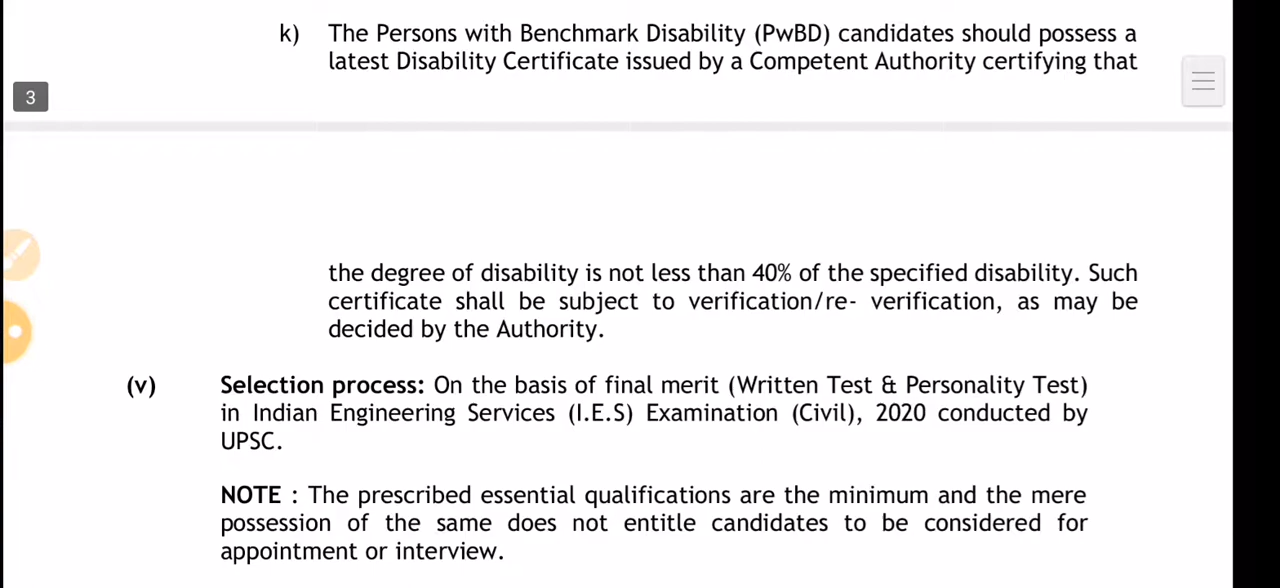 k) The Persons with Benchmark Disability (PwBD) candidates should possess a
latest Disability Certificate issued by a Competent Authority certifying that
3
the degree of disability is not less than 40% of the specified disability. Such
certificate shall be subject to verification/re- verification, as may be
decided by the Authority.
(v) Selection process: On the basis of final merit (Written Test & Personality Test)
in Indian Engineering Services (I.E.S) Examination (Civil), 2020 conducted by
UPSC.
NOTE : The prescribed essential qualifications are the minimum and the mere
possession of the same does not entitle candidates to be considered for
appointment or interview.